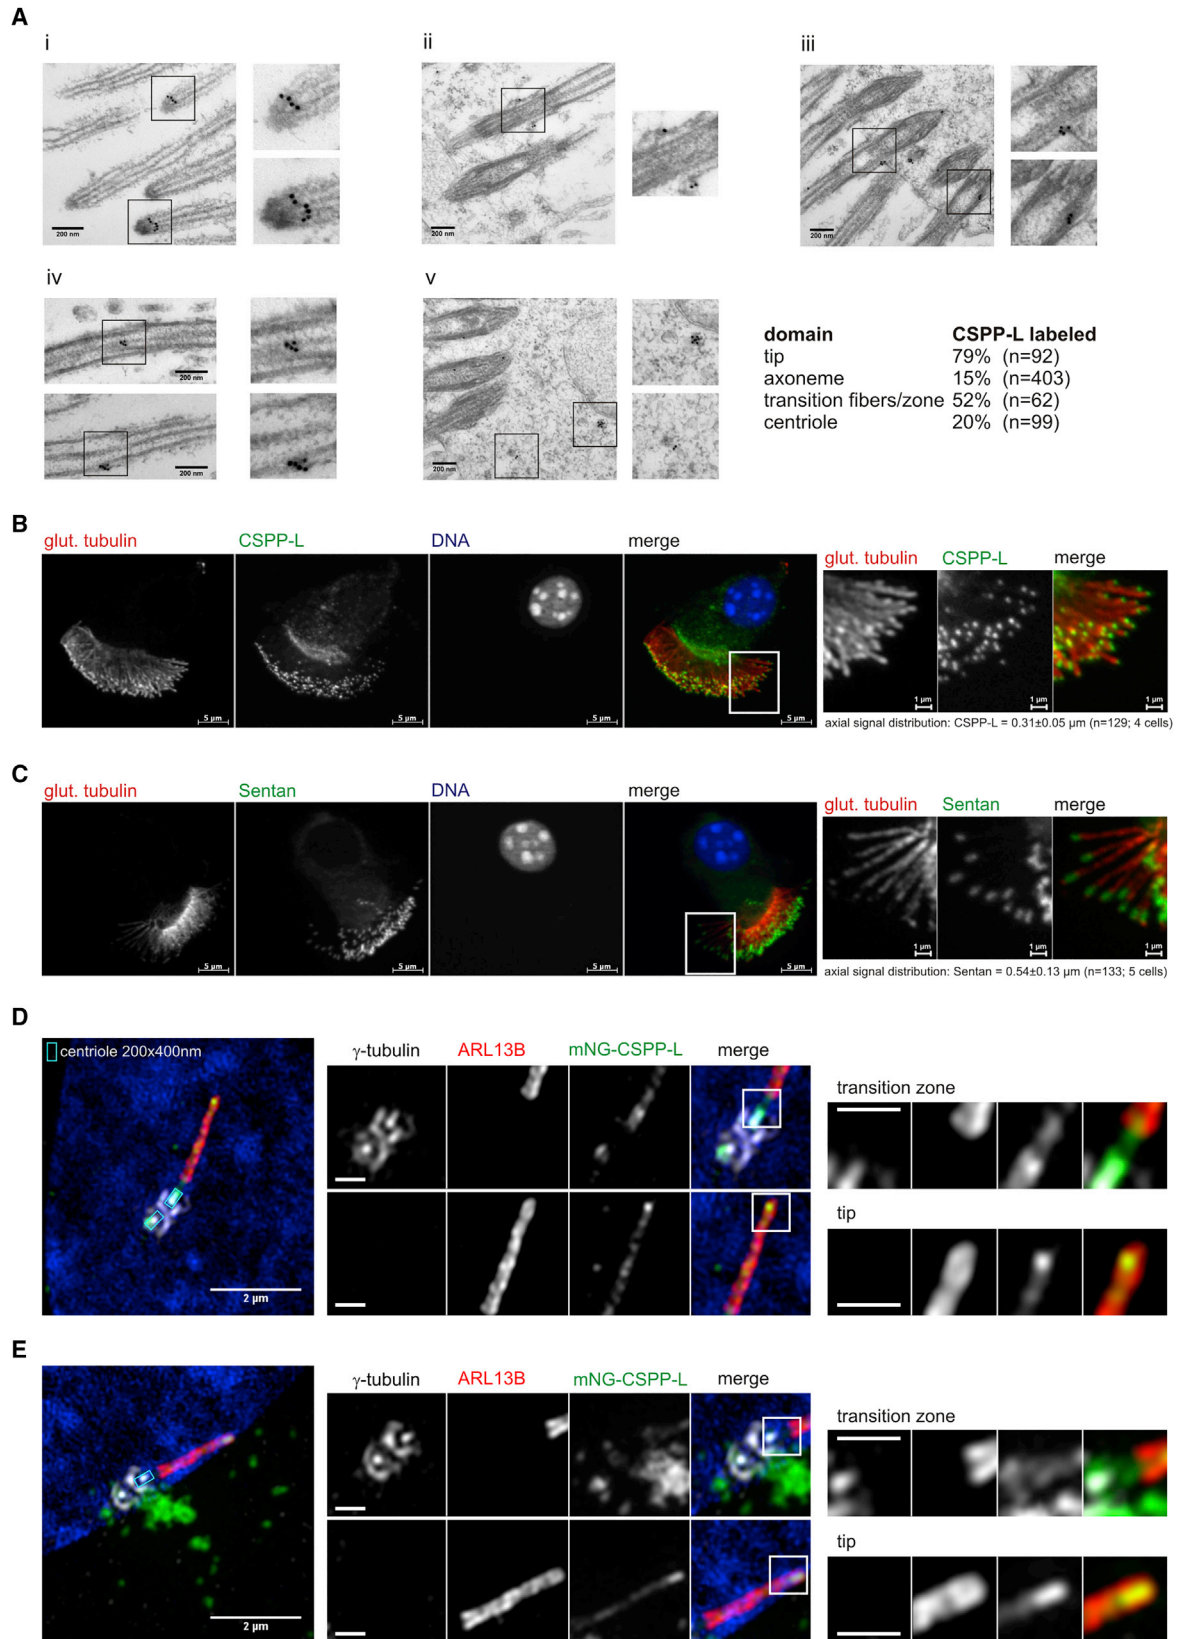 A
i
ii
iii
200 nm
200 nm
200 nm
iv
v
200 nm
200 nm
200 nm
domain CSPP-L labeled
tip 79% (n=92)
axoneme 15% (n=403)
transition fibers/zone 52% (n=62)
centriole 20% (n=99)
B
glut. tubulin CSPP-L DNA merge glut. tubulin CSPP-L merge
5 µm 5 µm 5 µm 5 µm 1 µm 1 µm 1 µm
axial signal distribution: CSPP-L = 0.31±0.05 µm (n=129; 4 cells)
C
glut. tubulin Sentan DNA merge glut. tubulin Sentan merge
5 µm 5 µm 5 µm 5 µm 1 µm 1 µm 1 µm
axial signal distribution: Sentan = 0.54±0.13 µm (n=133; 5 cells)
D
centriole 200x400nm
γ-tubulin ARL13B mNG-CSPP-L merge
transition zone
tip
2 µm
E
γ-tubulin ARL13B mNG-CSPP-L merge
transition zone
tip
2 µm